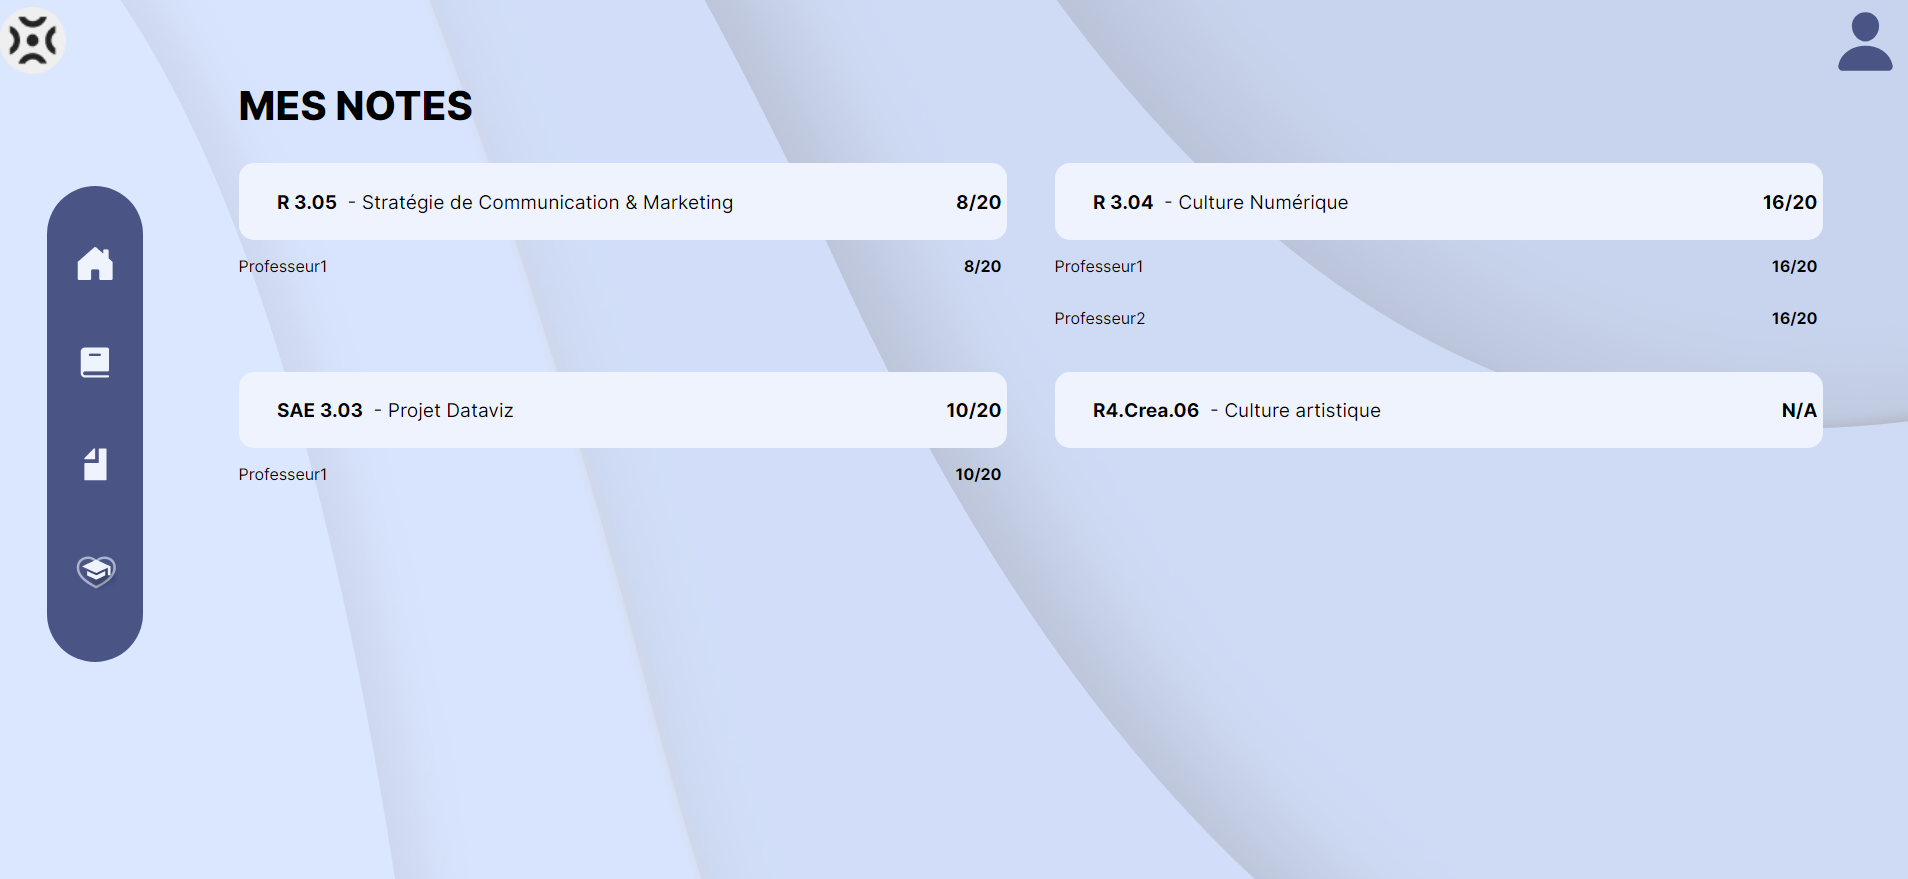 MES NOTES
R 3.05 - Stratégie de Communication & Marketing 8/20
Professeur1 8/20
R 3.04 - Culture Numérique 16/20
Professeur1 16/20
Professeur2 16/20
SAE 3.03 - Projet Dataviz 10/20
Professeur1 10/20
R4.Crea.06 - Culture artistique N/A